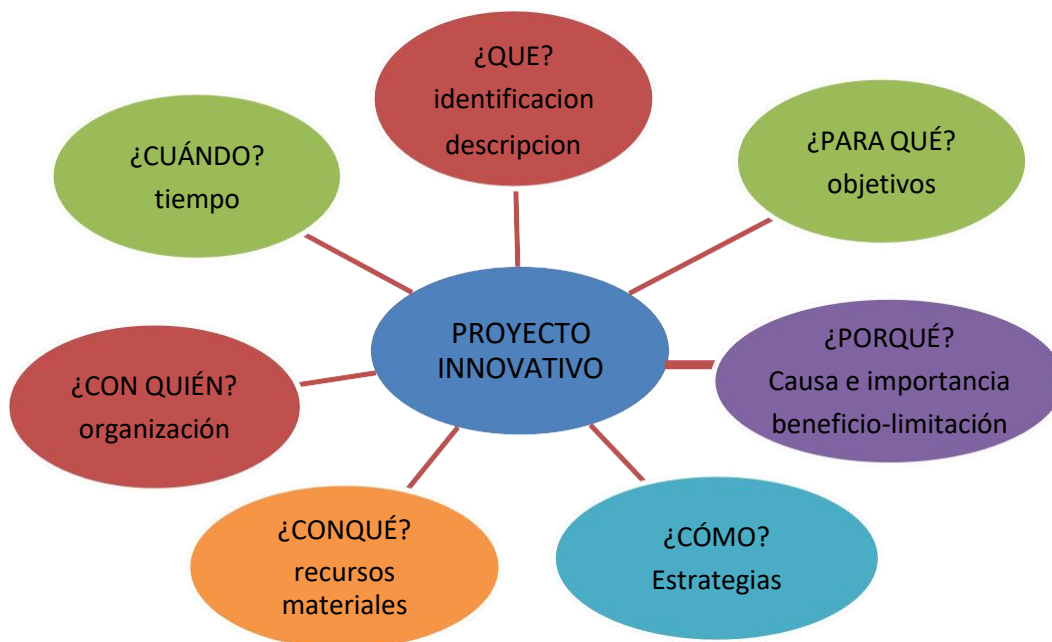 ¿QUE?
identificacion
descripcion
¿PARA QUÉ?
objetivos
¿PORQUÉ?
Causa e importancia
beneficio-limitación
¿CÓMO?
Estrategias
¿CONQUÉ?
recursos
materiales
¿CON QUIÉN?
organización
¿CUÁNDO?
tiempo
PROYECTO
INNOVATIVO